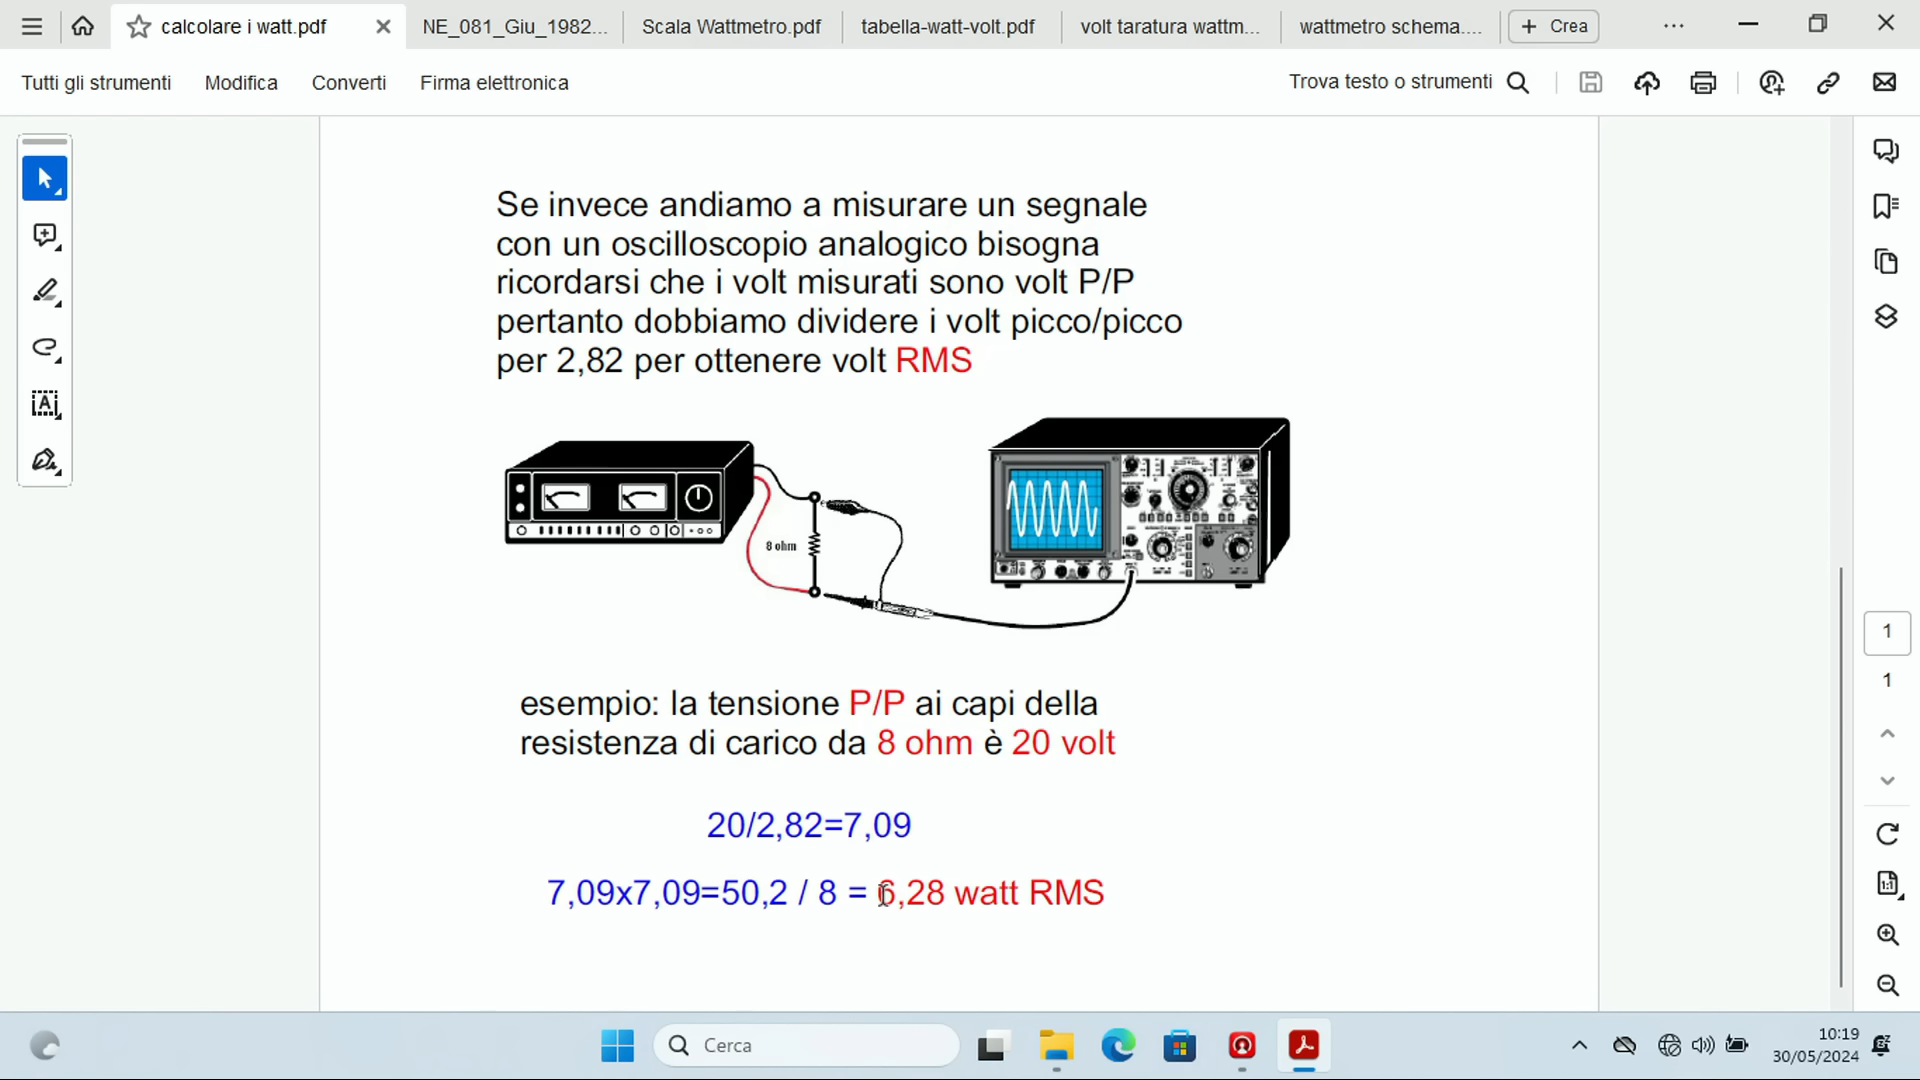 calcolare i watt.pdf
NE_081_Giu_1982...
Scala Wattmetro.pdf
tabella-watt-volt.pdf
volt taratura wattm...
wattmetro schema....
Crea
Tutti gli strumenti
Modifica
Converti
Firma elettronica
Trova testo o strumenti
Se invece andiamo a misurare un segnale
con un oscilloscopio analogico bisogna
ricordarsi che i volt misurati sono volt P/P
pertanto dobbiamo dividere i volt picco/picco
per 2,82 per ottenere volt RMS
8 ohm
esempio: la tensione P/P ai capi della
resistenza di carico da 8 ohm è 20 volt
20/2,82=7,09
7,09x7,09=50,2 / 8 = 6,28 watt RMS
1
1
Cerca
10:19
30/05/2024